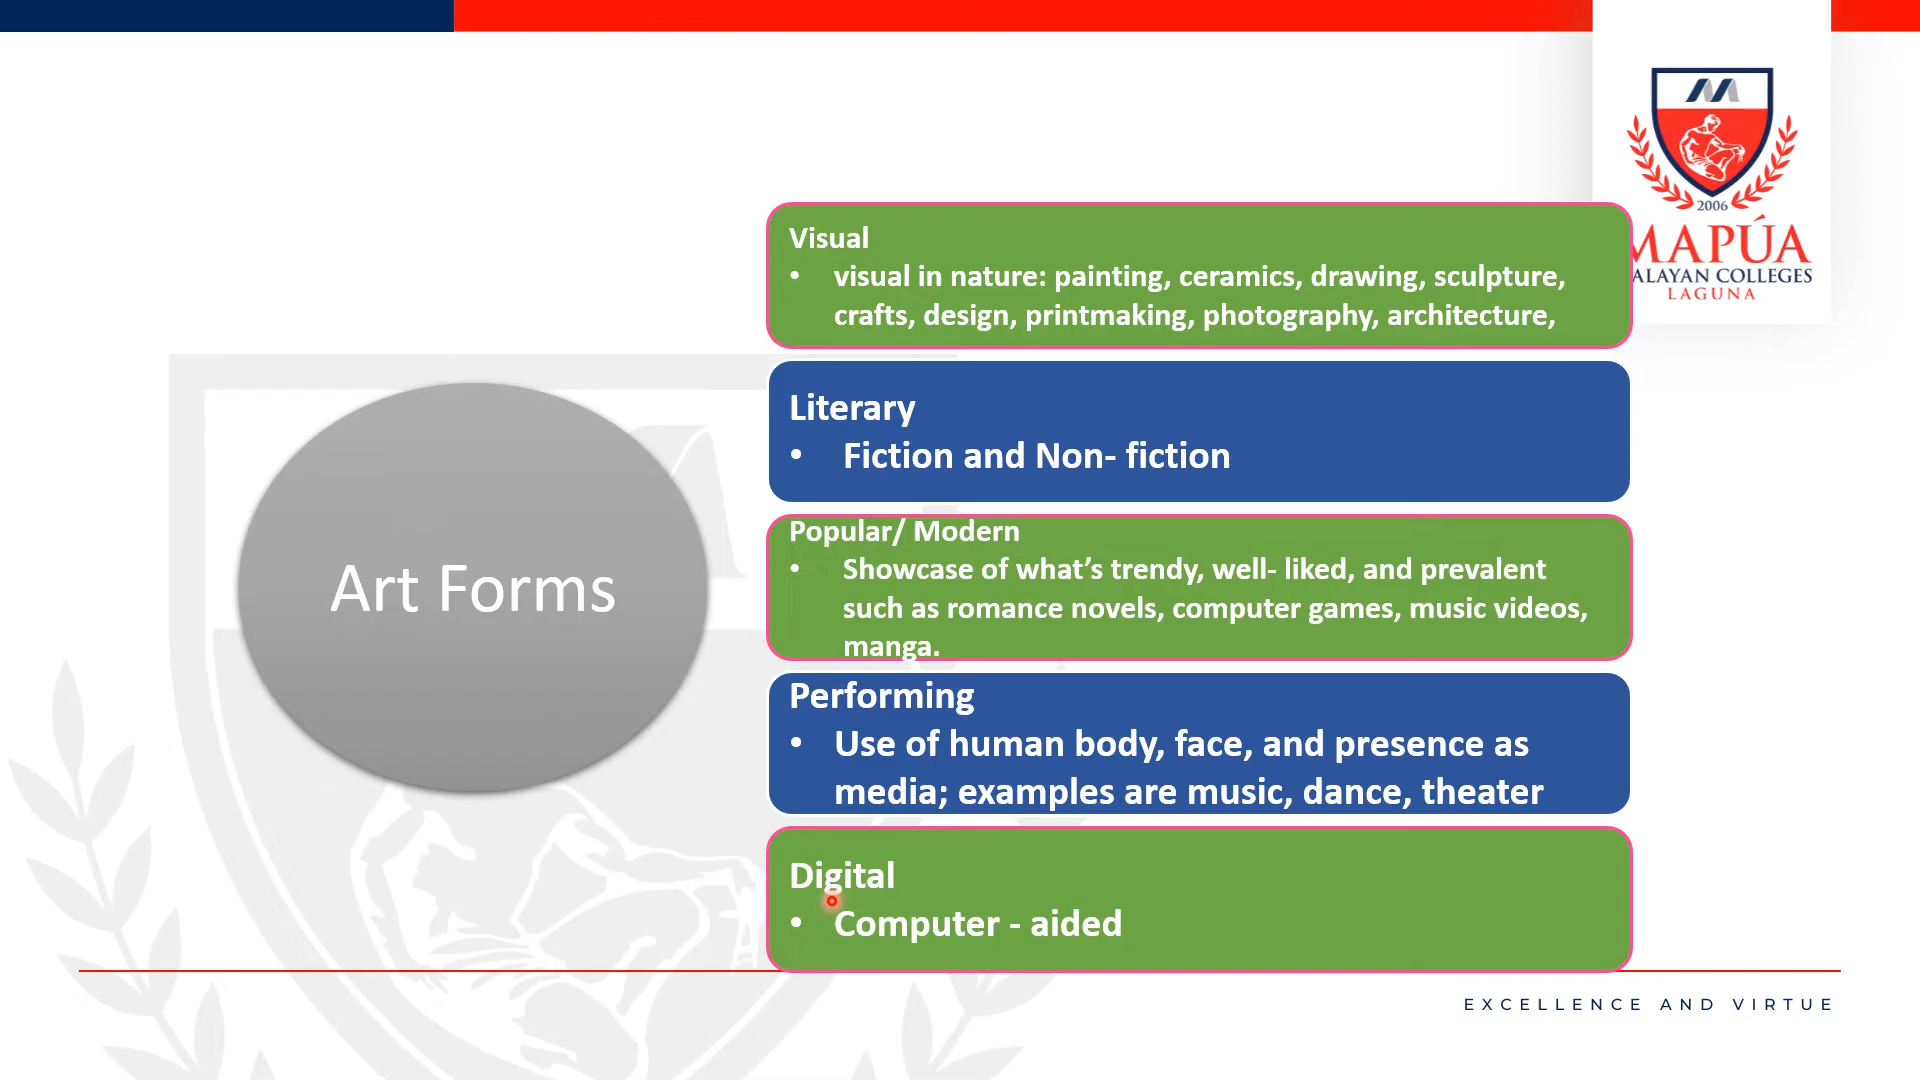 2006
MAPÚA
ALAYAN COLLEGES
LAGUNA
Visual
• visual in nature: painting, ceramics, drawing, sculpture,
crafts, design, printmaking, photography, architecture,
Literary
• Fiction and Non- fiction
Art Forms
Popular/ Modern
• Showcase of what’s trendy, well- liked, and prevalent
such as romance novels, computer games, music videos,
manga.
Performing
• Use of human body, face, and presence as
media; examples are music, dance, theater
Digital
• Computer - aided
EXCELLENCE AND VIRTUE